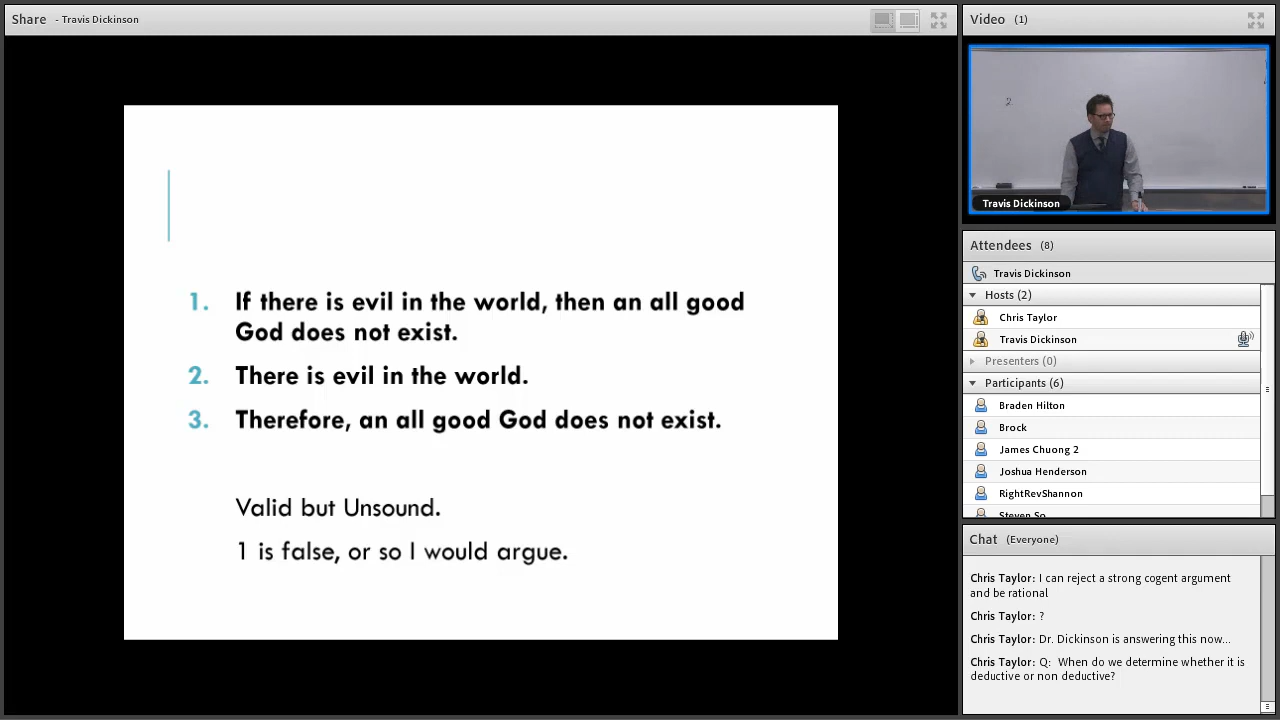 Share - Travis Dickinson
1. If there is evil in the world, then an all good
God does not exist.
2. There is evil in the world.
3. Therefore, an all good God does not exist.
Valid but Unsound.
1 is false, or so I would argue.
Video (1)
2
Travis Dickinson
Attendees (8)
Travis Dickinson
Hosts (2)
Chris Taylor
Travis Dickinson
Presenters (0)
Participants (6)
Braden Hilton
Brock
James Chuong 2
Joshua Henderson
RightRevShannon
Steven So
Chat (Everyone)
Chris Taylor: I can reject a strong cogent argument
and be rational
Chris Taylor: ?
Chris Taylor: Dr. Dickinson is answering this now...
Chris Taylor: Q: When do we determine whether it is
deductive or non deductive?